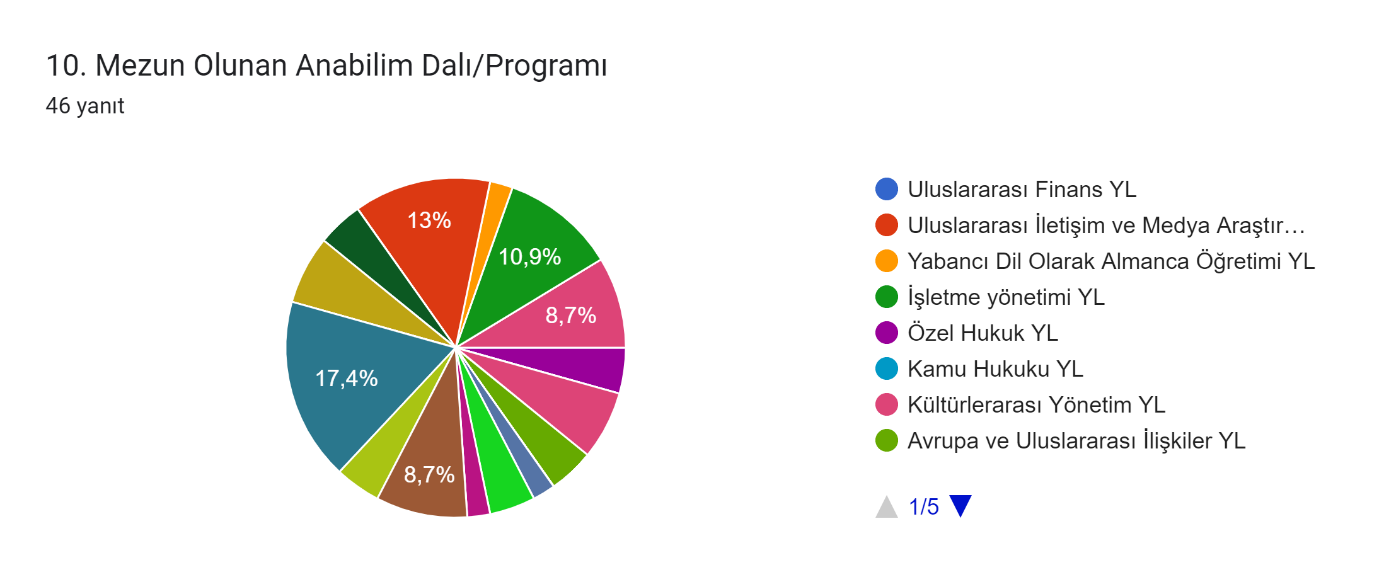 10. Mezun Olunan Anabilim Dalı/Programı
46 yanıt
13%
10,9%
8,7%
17,4%
8,7%
Uluslararası Finans YL
Uluslararası İletişim ve Medya Araştır…
Yabancı Dil Olarak Almanca Öğretimi YL
İşletme yönetimi YL
Özel Hukuk YL
Kamu Hukuku YL
Kültürlerarası Yönetim YL
Avrupa ve Uluslararası İlişkiler YL
1/5